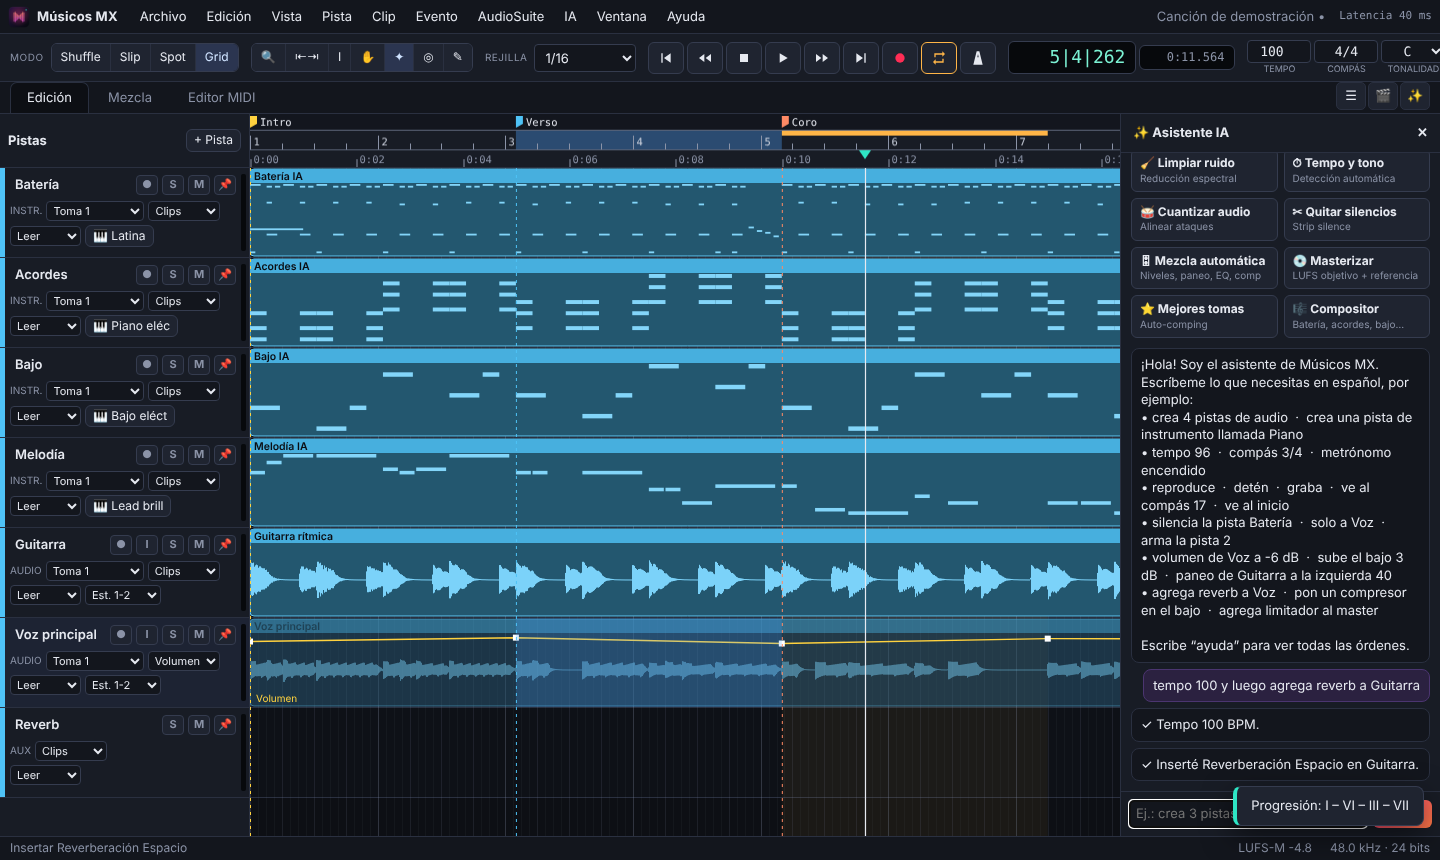 Músicos MX Archivo Edición Vista Pista Clip Evento AudioSuite IA Ventana Ayuda Canción de demostración • Latencia 40 ms
MODO Shuffle Slip Spot Grid I REJILLA 1/16 5|4|262 0:11.564 100 4/4 C
TEMPO COMPÁS TONALIDAD
Edición Mezcla Editor MIDI
Intro Verso Coro
Pistas + Pista
1 2 3 4 5 6 7
0:00 0:02 0:04 0:06 0:08 0:10 0:12 0:14
Batería S M
INSTR. Toma 1 Clips
Leer Latina
Batería IA
Acordes S M
INSTR. Toma 1 Clips
Leer Piano eléc
Acordes IA
Bajo S M
INSTR. Toma 1 Clips
Leer Bajo eléct
Bajo IA
Melodía S M
INSTR. Toma 1 Clips
Leer Lead brill
Melodía IA
Guitarra I S M
AUDIO Toma 1 Clips
Leer Est. 1-2
Guitarra rítmica
Voz principal I S M
AUDIO Toma 1 Volumen
Leer Est. 1-2
Voz principal
Volumen
Reverb S M
AUX Clips
Leer
✨ Asistente IA ✕
Limpiar ruido
Reducción espectral
Tempo y tono
Detección automática
Cuantizar audio
Alinear ataques
Quitar silencios
Strip silence
Mezcla automática
Niveles, paneo, EQ, comp
Masterizar
LUFS objetivo + referencia
Mejores tomas
Auto-comping
Compositor
Batería, acordes, bajo...
¡Hola! Soy el asistente de Músicos MX.
Escríbeme lo que necesitas en español, por
ejemplo:
• crea 4 pistas de audio · crea una pista de
instrumento llamada Piano
• tempo 96 · compás 3/4 · metrónomo
encendido
• reproduce · detén · graba · ve al
compás 17 · ve al inicio
• silencia la pista Batería · solo a Voz ·
arma la pista 2
• volumen de Voz a -6 dB · sube el bajo 3
dB · paneo de Guitarra a la izquierda 40
• agrega reverb a Voz · pon un compresor
en el bajo · agrega limitador al master
Escribe “ayuda” para ver todas las órdenes.
tempo 100 y luego agrega reverb a Guitarra
✓ Tempo 100 BPM.
✓ Inserté Reverberación Espacio en Guitarra.
Ej.: crea 3 pistas
Progresión: I – VI – III – VII
Insertar Reverberación Espacio LUFS-M -4.8 48.0 kHz · 24 bits